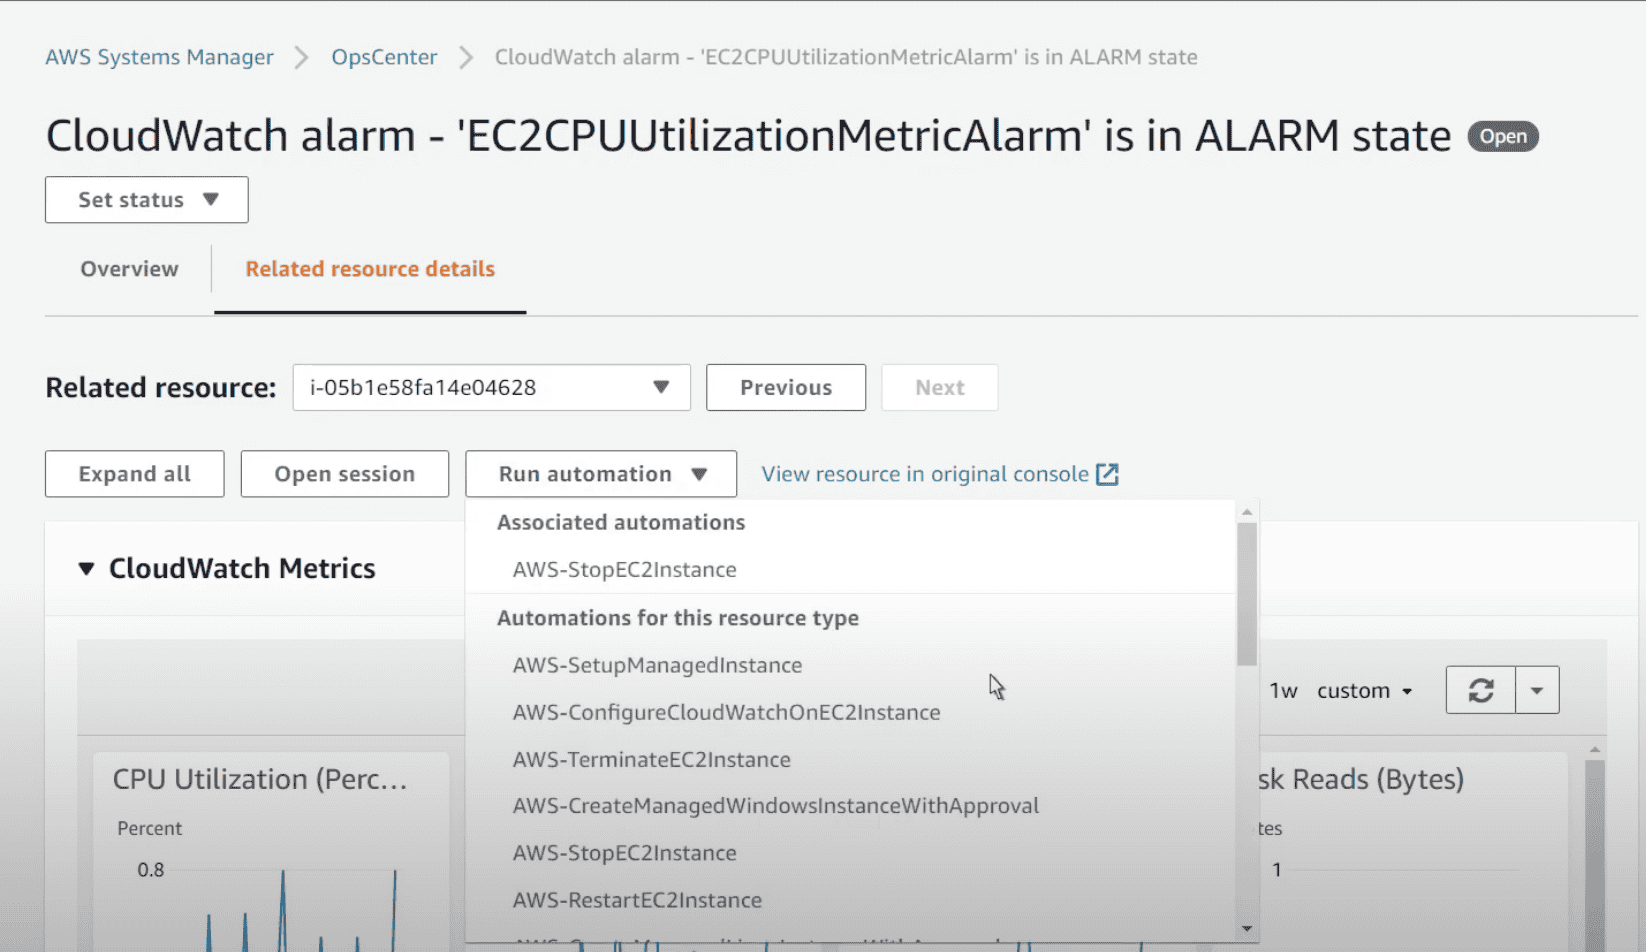 AWS Systems Manager > OpsCenter > CloudWatch alarm - 'EC2CPUUtilizationMetricAlarm' is in ALARM state
CloudWatch alarm - 'EC2CPUUtilizationMetricAlarm' is in ALARM state Open
Set status
Overview Related resource details
Related resource: i-05b1e58fa14e04628 Previous Next
Expand all Open session Run automation View resource in original console
Associated automations
AWS-StopEC2Instance
Automations for this resource type
AWS-SetupManagedInstance
AWS-ConfigureCloudWatchOnEC2Instance
AWS-TerminateEC2Instance
AWS-CreateManagedWindowsInstanceWithApproval
AWS-StopEC2Instance
AWS-RestartEC2Instance
CloudWatch Metrics
1w custom
CPU Utilization (Perc...
Percent
0.8
sk Reads (Bytes)
tes
1